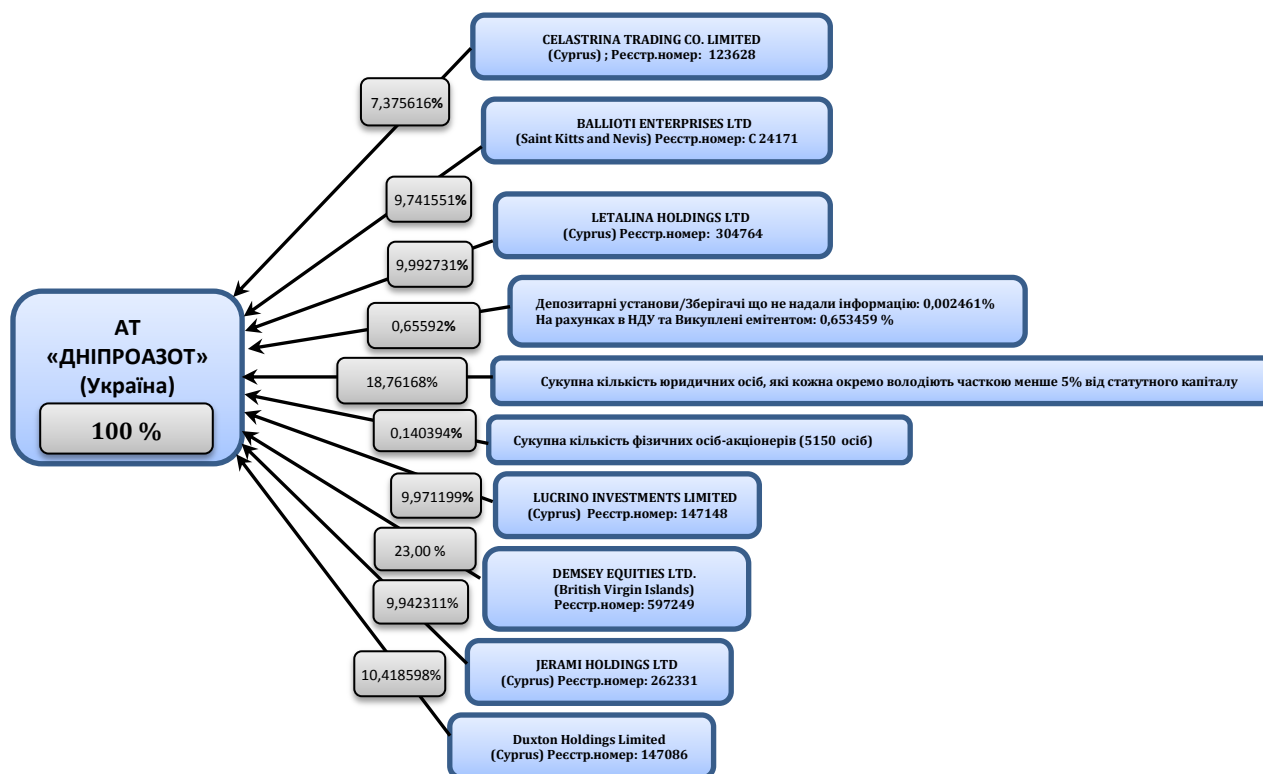 CELASTRINA TRADING CO. LIMITED
(Cyprus) ; Реєстр.номер: 123628
7,375616%
BALLIOTI ENTERPRISES LTD
(Saint Kitts and Nevis) Реєстр.номер: С 24171
9,741551%
LETALINA HOLDINGS LTD
(Cyprus) Реєстр.номер: 304764
9,992731%
Депозитарні установи/Зберігачі що не надали інформацію: 0,002461%
На рахунках в НДУ та Викуплені емітентом: 0,653459 %
0,65592%
АТ
«ДНІПРОАЗОТ»
(Україна)
100 %
18,76168%
Сукупна кількість юридичних осіб, які кожна окремо володіють часткою менше 5% від статутного капіталу
0,140394%
Сукупна кількість фізичних осіб-акціонерів (5150 осіб)
9,971199%
LUCRINO INVESTMENTS LIMITED
(Cyprus) Реєстр.номер: 147148
23,00 %
DEMSEY EQUITIES LTD.
(British Virgin Islands)
Реєстр.номер: 597249
9,942311%
JERAMI HOLDINGS LTD
(Cyprus) Реєстр.номер: 262331
10,418598%
Duxton Holdings Limited
(Cyprus) Реєстр.номер: 147086